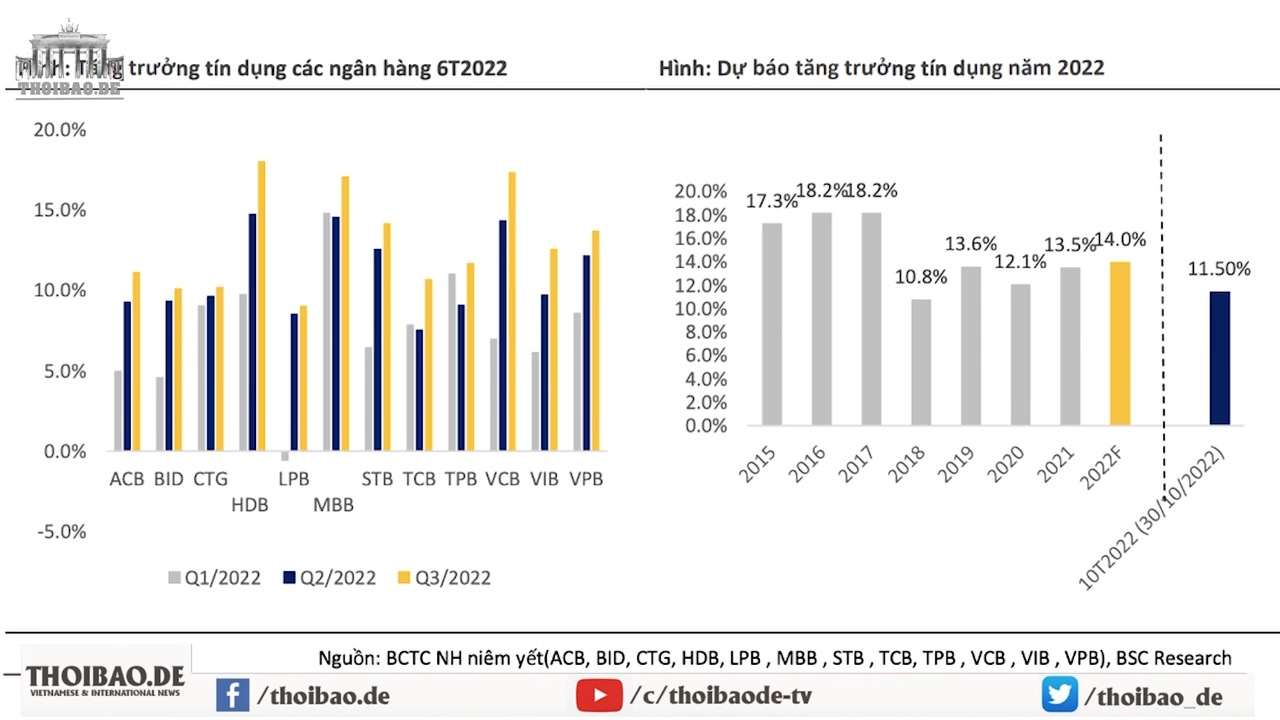 Hình: Tăng trưởng tín dụng các ngân hàng 6T2022
THOIBAO.DE
20.0%
15.0%
10.0%
5.0%
0.0%
-5.0%
ACB BID CTG HDB LPB MBB STB TCB TPB VCB VIB VPB
Q1/2022 Q2/2022 Q3/2022
Hình: Dự báo tăng trưởng tín dụng năm 2022
20.0%
18.0%
16.0%
14.0%
12.0%
10.0%
8.0%
6.0%
4.0%
2.0%
0.0%
17.3% 18.2% 18.2% 10.8% 13.6% 12.1% 13.5% 14.0% 11.50%
2015 2016 2017 2018 2019 2020 2021 2022F 10T2022 (30/10/2022)
Nguồn: BCTC NH niêm yết(ACB, BID, CTG, HDB, LPB , MBB , STB , TCB, TPB , VCB , VIB , VPB), BSC Research
THOIBAO.DE
VIETNAMESE & INTERNATIONAL NEWS
/thoibao.de
/c/thoibaode-tv
/thoibao_de